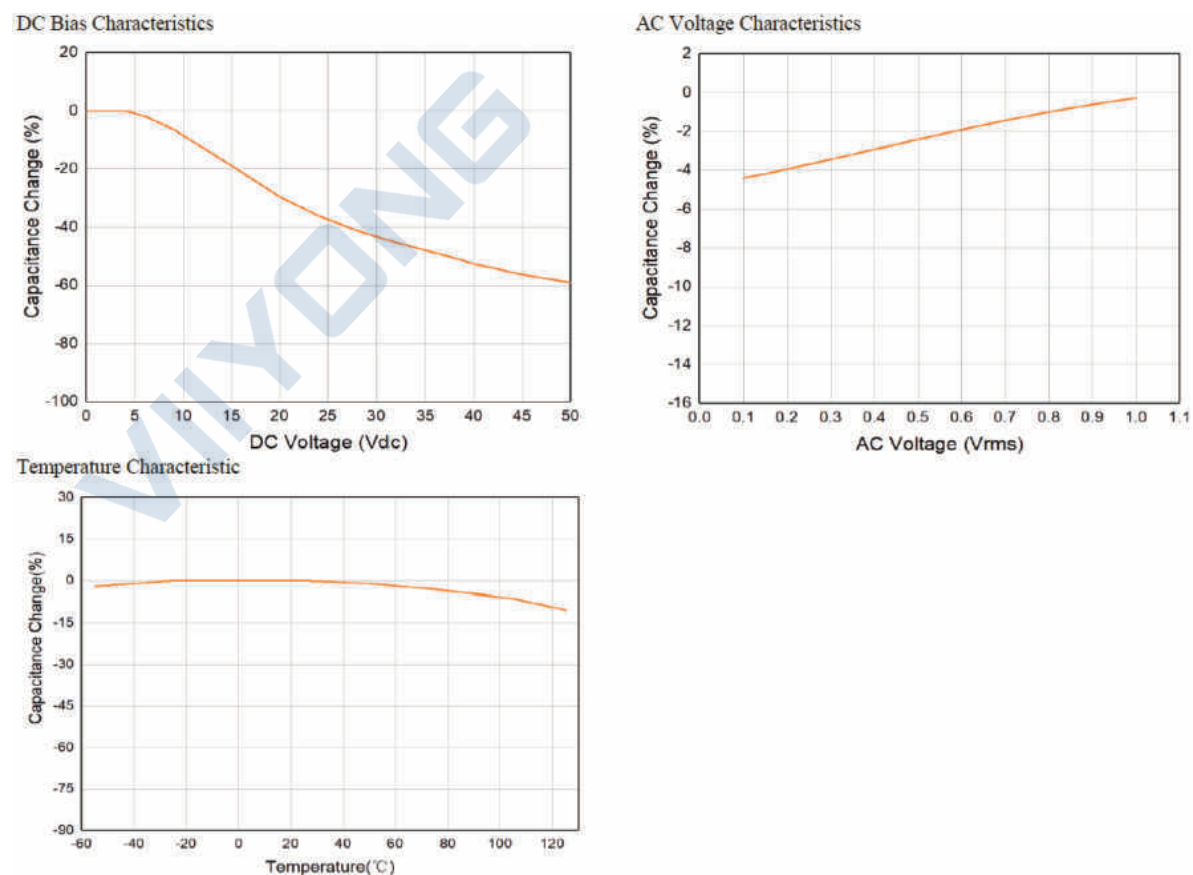 DC Bias Characteristics
20
0
-20
-40
-60
-80
-100
0 5 10 15 20 25 30 35 40 45 50
Capacitance Change (%)
DC Voltage (Vdc)
AC Voltage Characteristics
2
0
-2
-4
-6
-8
-10
-12
-14
-16
0.0 0.1 0.2 0.3 0.4 0.5 0.6 0.7 0.8 0.9 1.0 1.1
Capacitance Change (%)
AC Voltage (Vrms)
Temperature Characteristic
30
15
0
-15
-30
-45
-60
-75
-90
-60 -40 -20 0 20 40 60 80 100 120
Capacitance Change(%)
Temperature(℃)
VIIYONG